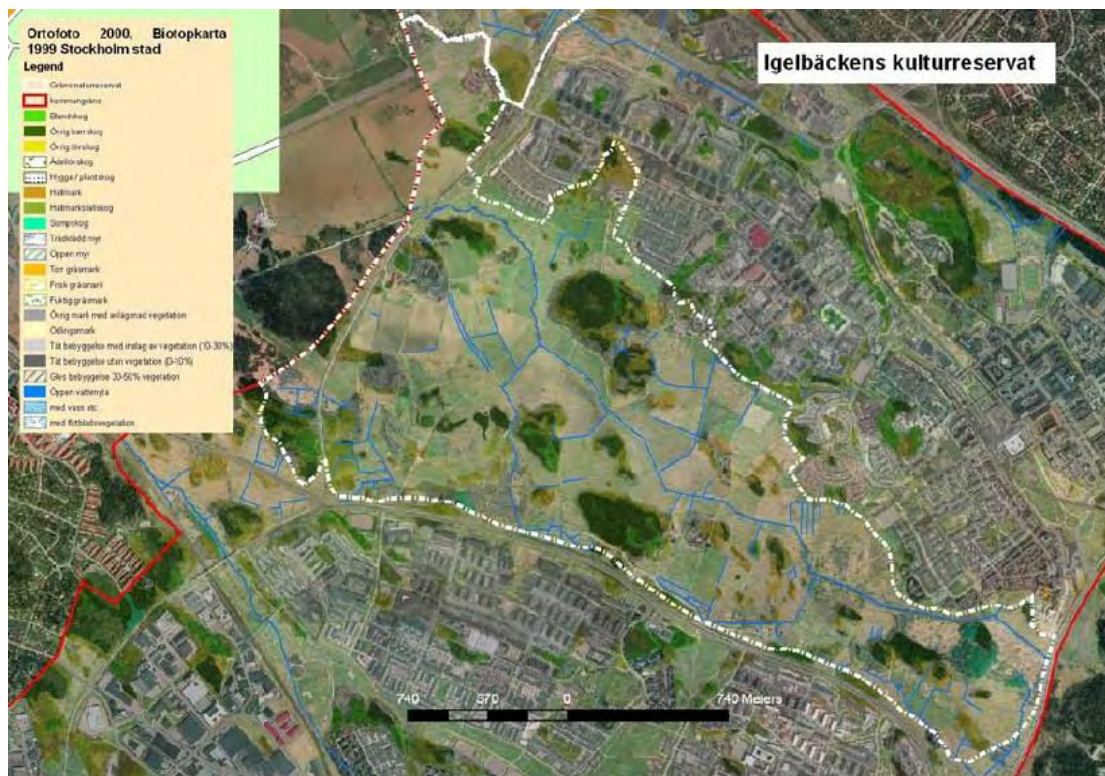 Ortofoto 2000, Biotopkarta
1999 Stockholm stad
Legend
Gränsnaturreservat
kommungräns
Blandskog
Övrig barrskog
Övrig lövskog
Ädellövskog
Hygge / plantskog
Hällmark
Hällmarkstallskog
Sumpskog
Trädklädd myr
Öppen myr
Torr gräsmark
Frisk gräsmark
Fuktig gräsmark
Övrig mark med avlägsnad vegetation
Odlingsmark
Tät bebyggelse med inslag av vegetation (10-30%)
Tät bebyggelse utan vegetation (0-10%)
Gles bebyggelse 30-50% vegetation
Öppen vattenyta
med vass etc
med flytbladsvegetation
Igelbäckens kulturreservat
740 370 0 740 Meters